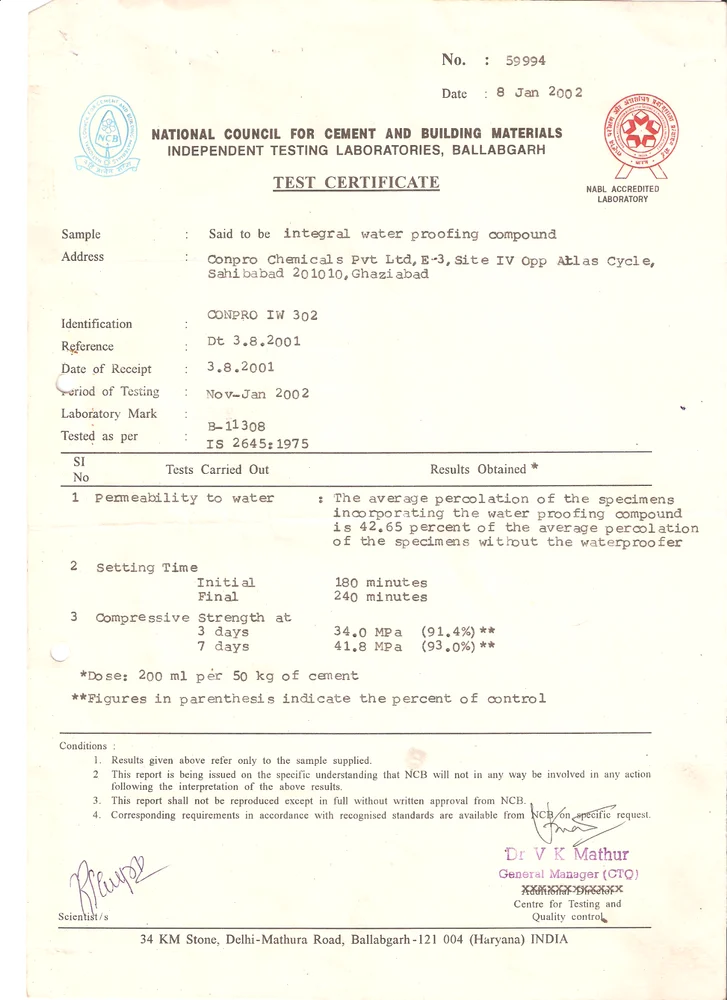 No. : 59994
Date : 8 Jan 2002
NCB
NATIONAL COUNCIL FOR CEMENT AND BUILDING MATERIALS
INDEPENDENT TESTING LABORATORIES, BALLABGARH
TEST CERTIFICATE
NABL ACCREDITED
LABORATORY
Sample : Said to be integral water proofing compound
Address : Conpro Chemicals Pvt Ltd, E-3, Site IV Opp Atlas Cycle,
Sahibabad 201010, Ghaziabad
Identification : CONPRO IW 302
Reference : Dt 3.8.2001
Date of Receipt : 3.8.2001
Period of Testing : Nov-Jan 2002
Laboratory Mark : B-11308
Tested as per : IS 2645:1975
SI No Tests Carried Out Results Obtained *
1 Permeability to water : The average percolation of the specimens
incorporating the water proofing compound
is 42.65 percent of the average percolation
of the specimens without the waterproofer
2 Setting Time
Initial 180 minutes
Final 240 minutes
3 Compressive Strength at
3 days 34.0 MPa (91.4%) **
7 days 41.8 MPa (93.0%) **
*Dose: 200 ml per 50 kg of cement
**Figures in parenthesis indicate the percent of control
Conditions :
1. Results given above refer only to the sample supplied.
2 This report is being issued on the specific understanding that NCB will not in any way be involved in any action
following the interpretation of the above results.
3. This report shall not be reproduced except in full without written approval from NCB.
4. Corresponding requirements in accordance with recognised standards are available from NCB on specific request.
Dr V K Mathur
General Manager (CTQ)
Additional Director
Centre for Testing and
Quality control
Scientist/s
34 KM Stone, Delhi-Mathura Road, Ballabgarh-121 004 (Haryana) INDIA